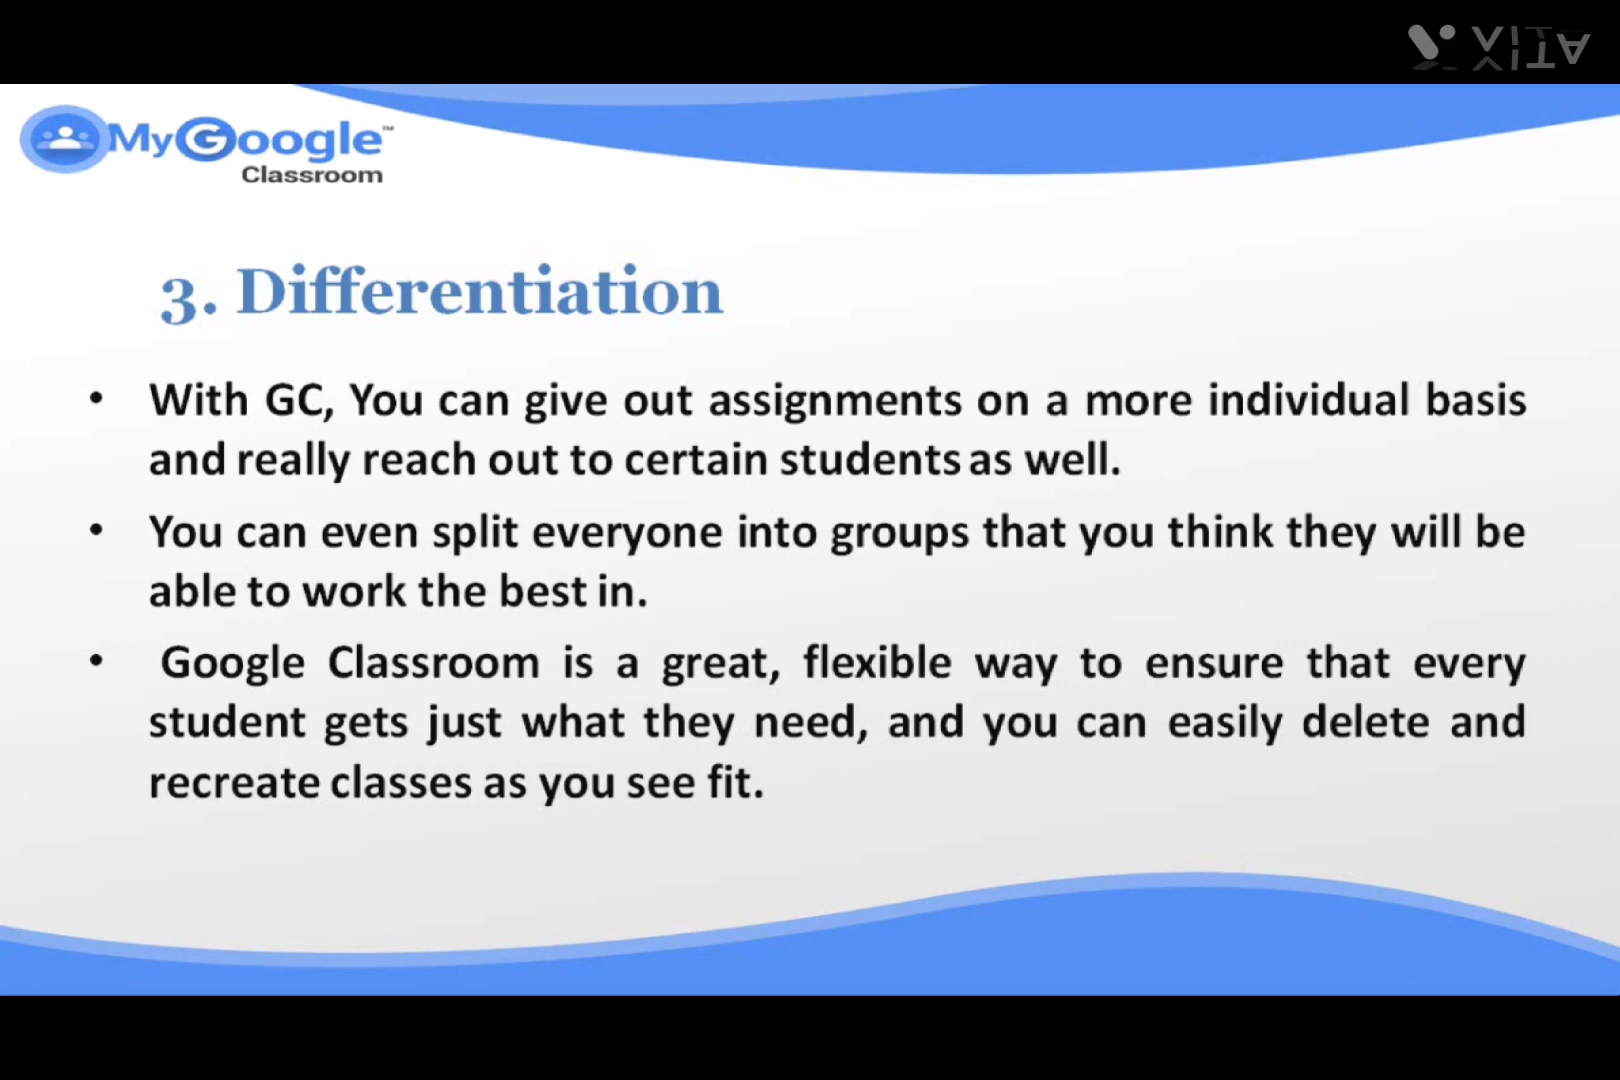 VITA
MyGoogle™
Classroom
3. Differentiation
• With GC, You can give out assignments on a more individual basis
and really reach out to certain students as well.
• You can even split everyone into groups that you think they will be
able to work the best in.
• Google Classroom is a great, flexible way to ensure that every
student gets just what they need, and you can easily delete and
recreate classes as you see fit.